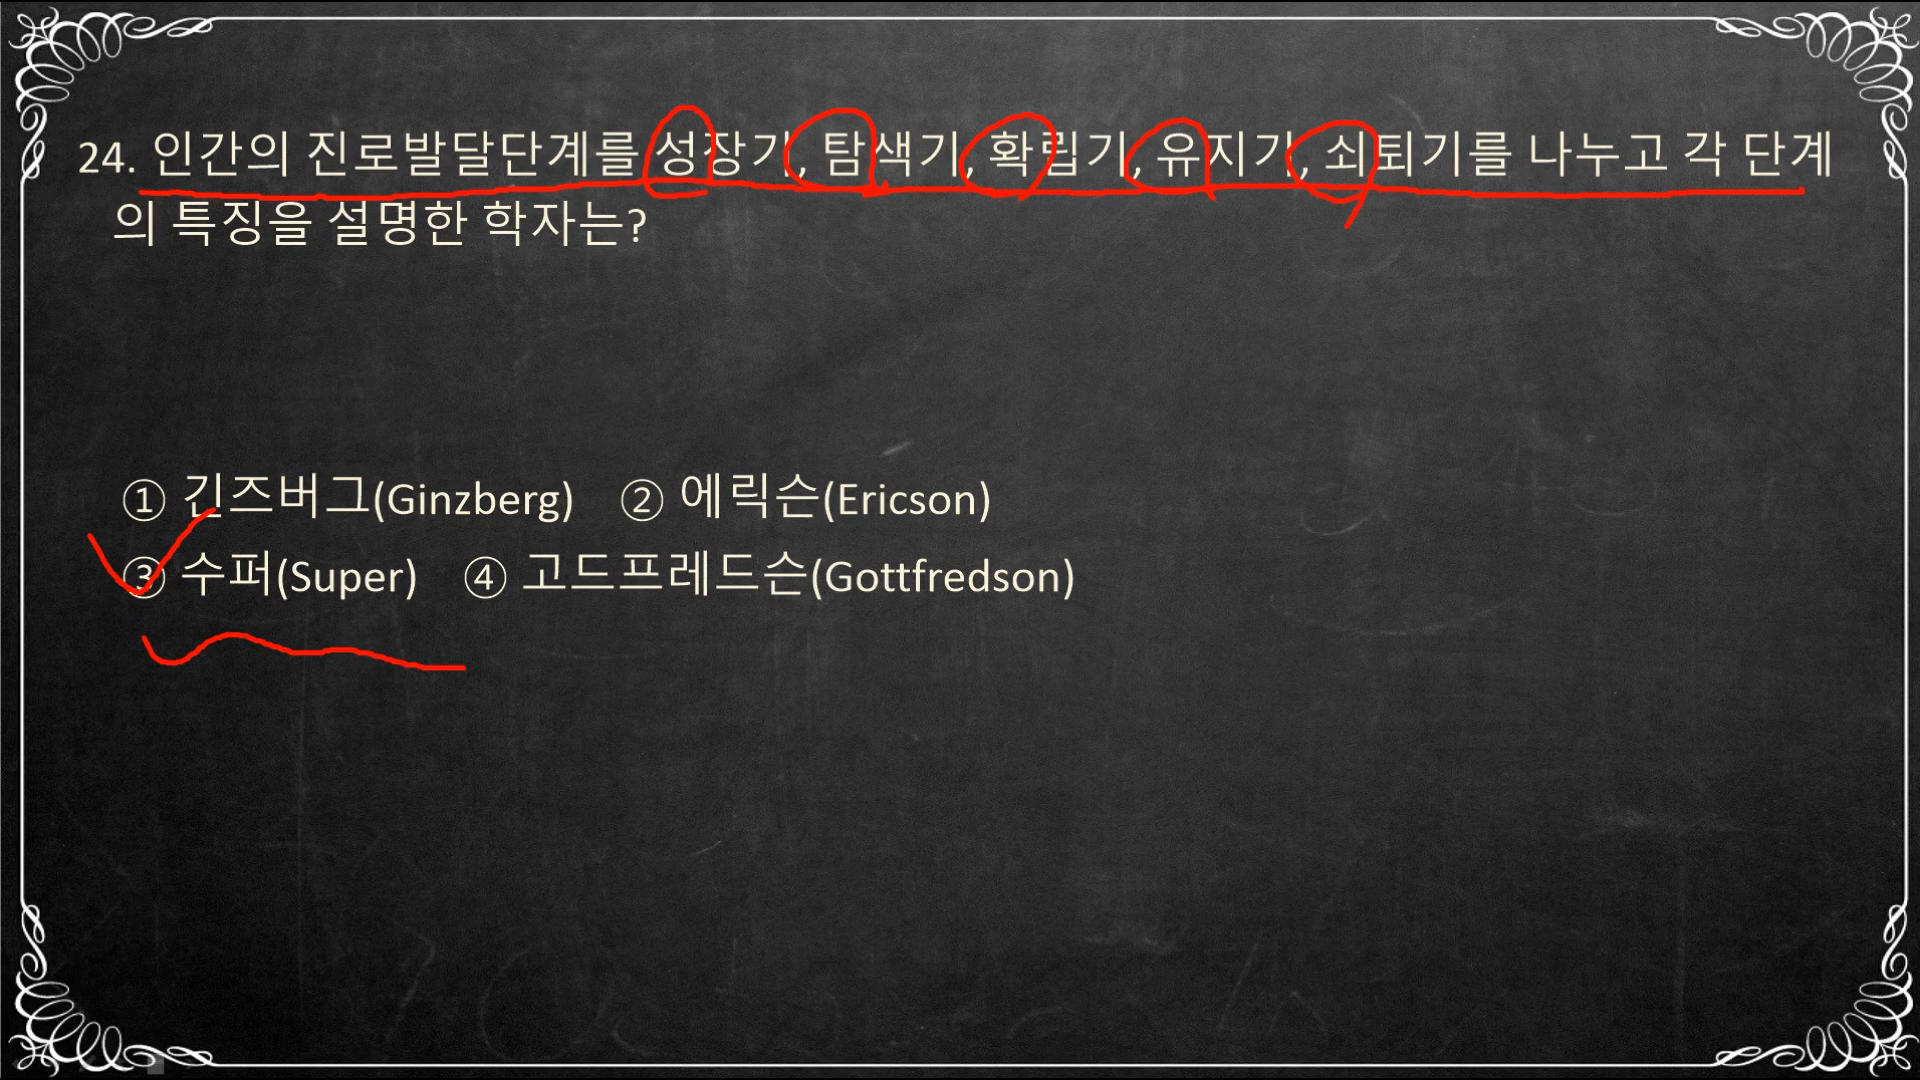 24. 인간의 진로발달단계를 성장기, 탐색기, 확립기, 유지기, 쇠퇴기를 나누고 각 단계
의 특징을 설명한 학자는?
① 긴즈버그(Ginzberg) ② 에릭슨(Ericson)
③ 수퍼(Super) ④ 고드프레드슨(Gottfredson)